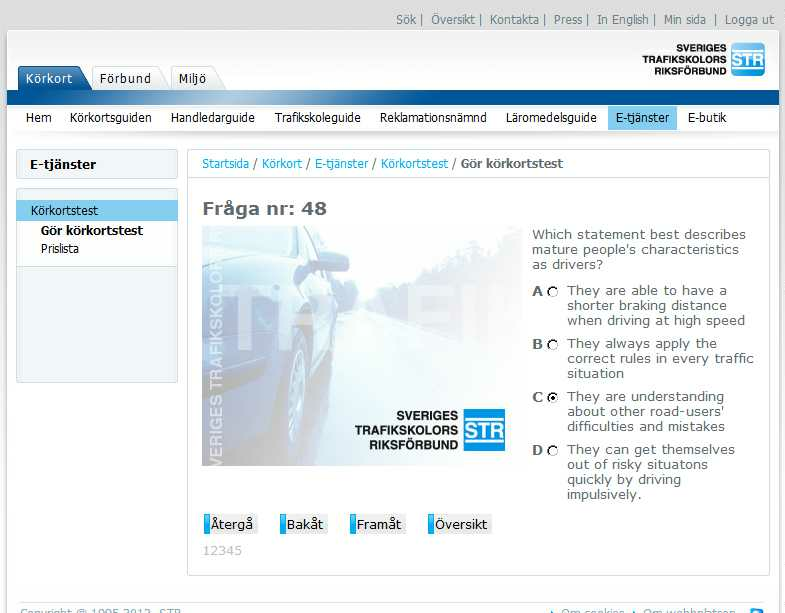 Sök | Översikt | Kontakta | Press | In English | Min sida | Logga ut
SVERIGES
TRAFIKSKOLORS
RIKSFÖRBUND
STR
Körkort Förbund Miljö
Hem Körkortsguiden Handledarguide Trafikskoleguide Reklamationsnämnd Läromedelsguide E-tjänster E-butik
E-tjänster
Körkortstest
Gör körkortstest
Prislista
Startsida / Körkort / E-tjänster / Körkortstest / Gör körkortstest
Fråga nr: 48
SVERIGES TRAFIKSKOLOR
TRAFIK
SVERIGES
TRAFIKSKOLORS
RIKSFÖRBUND
STR
Which statement best describes
mature people's characteristics
as drivers?
A They are able to have a
shorter braking distance
when driving at high speed
B They always apply the
correct rules in every traffic
situation
C They are understanding
about other road-users'
difficulties and mistakes
D They can get themselves
out of risky situatons
quickly by driving
impulsively.
Återgå Bakåt Framåt Översikt
12345
Copyright © 1995-2012, STR
Om cookies Om webbplatsen